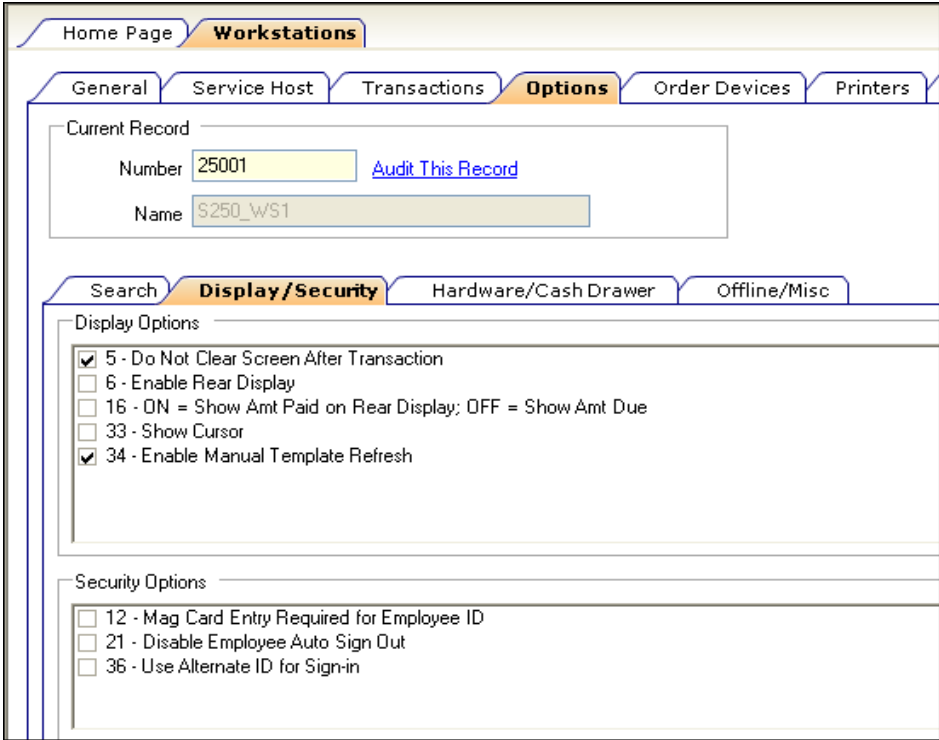 Home Page Workstations
General Service Host Transactions Options Order Devices Printers
Current Record
Number 25001 Audit This Record
Name S250_WS1
Search Display/Security Hardware/Cash Drawer Offline/Misc
Display Options
5 - Do Not Clear Screen After Transaction
6 - Enable Rear Display
16 - ON = Show Amt Paid on Rear Display; OFF = Show Amt Due
33 - Show Cursor
34 - Enable Manual Template Refresh
Security Options
12 - Mag Card Entry Required for Employee ID
21 - Disable Employee Auto Sign Out
36 - Use Alternate ID for Sign-in